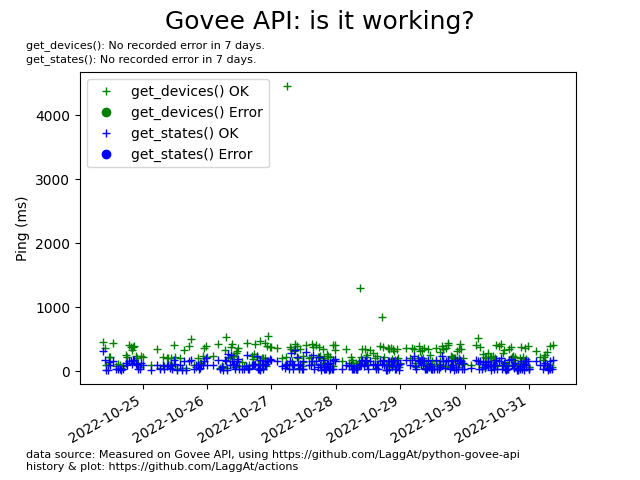 Govee API: is it working?
get_devices(): No recorded error in 7 days.
get_states(): No recorded error in 7 days.
get_devices() OK
get_devices() Error
get_states() OK
get_states() Error
Ping (ms)
4000
3000
2000
1000
0
2022-10-25
2022-10-26
2022-10-27
2022-10-28
2022-10-29
2022-10-30
2022-10-31
data source: Measured on Govee API, using https://github.com/LaggAt/python-govee-api
history & plot: https://github.com/LaggAt/actions